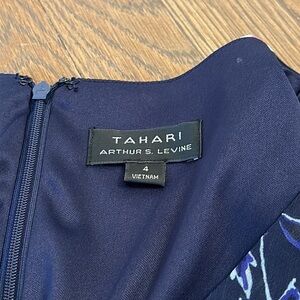 TAHARI
ARTHUR S. LEVINE
4
VIETNAM